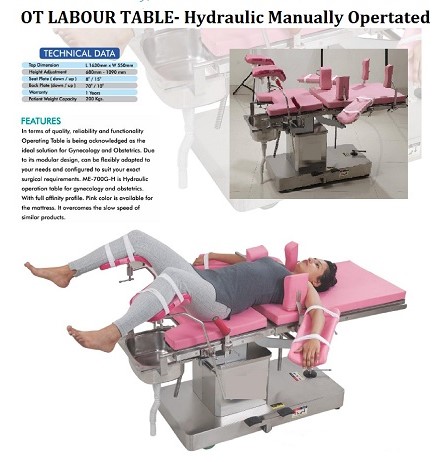 OT LABOUR TABLE- Hydraulic Manually Opertated
TECHNICAL DATA
Top Dimension L 1630mm x W 550mm
Height Adjustment 680mm - 1090 mm
Seat Plate ( down / up ) 8° / 15°
Back Plate (down / up ) 70° / 12°
Warranty 1 Years
Patient Weight Capacity 200 Kgs.
FEATURES
In terms of quality, reliability and functionality
Operating Table is being acknowledged as the
ideal solution for Gynecology and Obstetrics. Due
to its modular design, can be flexibly adapted to
your needs and configured to suit your exact
surgical requirements. ME-700G-H is Hydraulic
operation table for gynecology and obstetrics.
With full affinity profile. Pink color is available for
the mattress. It overcomes the slow speed of
similar products.